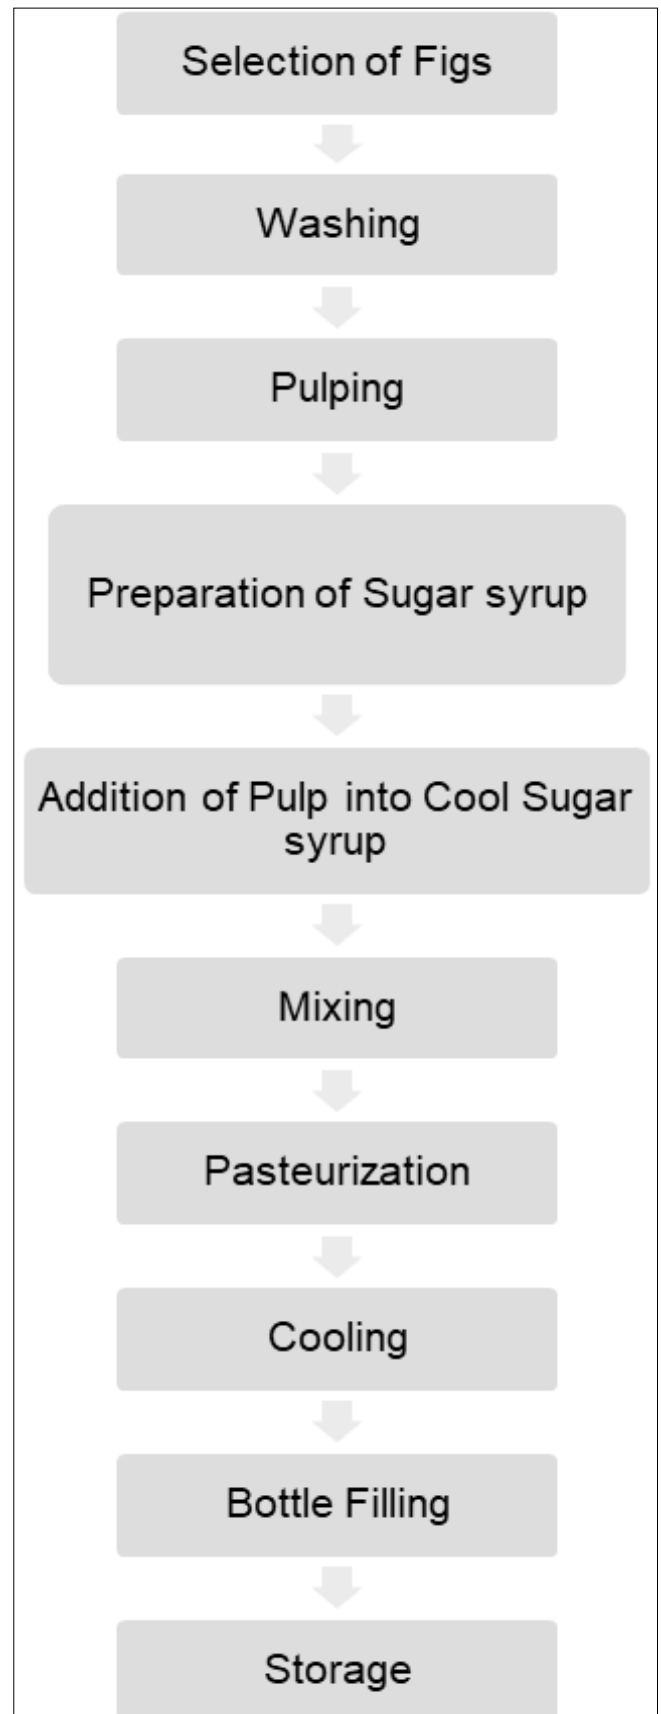 Selection of Figs
Washing
Pulping
Preparation of Sugar syrup
Addition of Pulp into Cool Sugar
syrup
Mixing
Pasteurization
Cooling
Bottle Filling
Storage